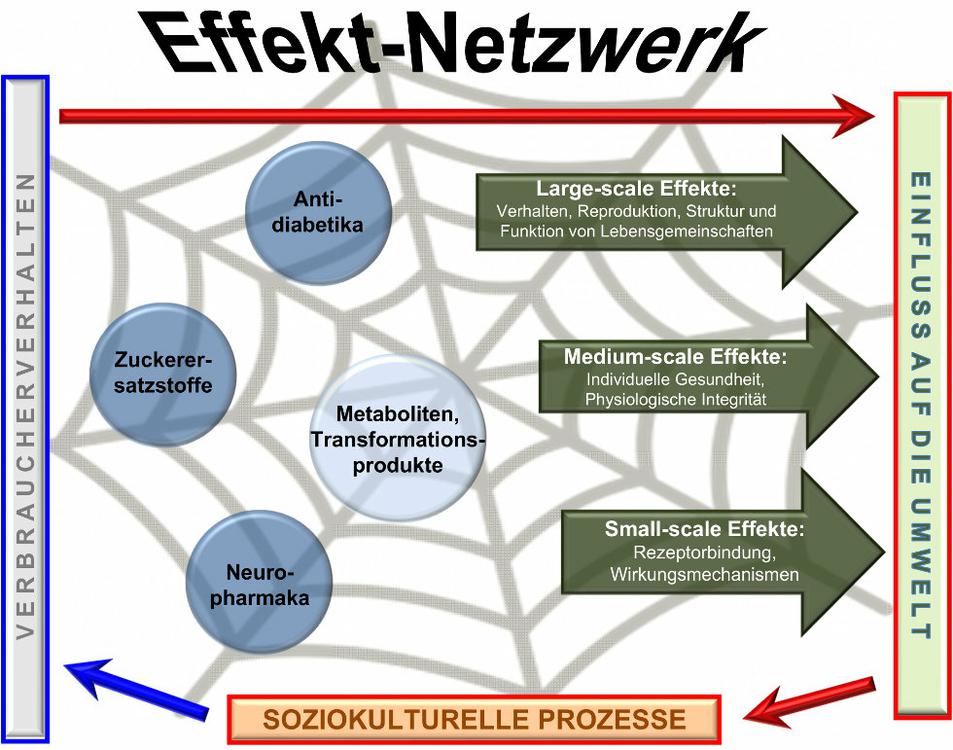 Effekt-Netzwerk
VERBRAUCHERVERHALTEN
Anti-
diabetika
Zuckerer-
satzstoffe
Metaboliten,
Transformations-
produkte
Neuro-
pharmaka
Large-scale Effekte:
Verhalten, Reproduktion, Struktur und
Funktion von Lebensgemeinschaften
Medium-scale Effekte:
Individuelle Gesundheit,
Physiologische Integrität
Small-scale Effekte:
Rezeptorbindung,
Wirkungsmechanismen
EINFLUSS AUF DIE UMWELT
SOZIOKULTURELLE PROZESSE